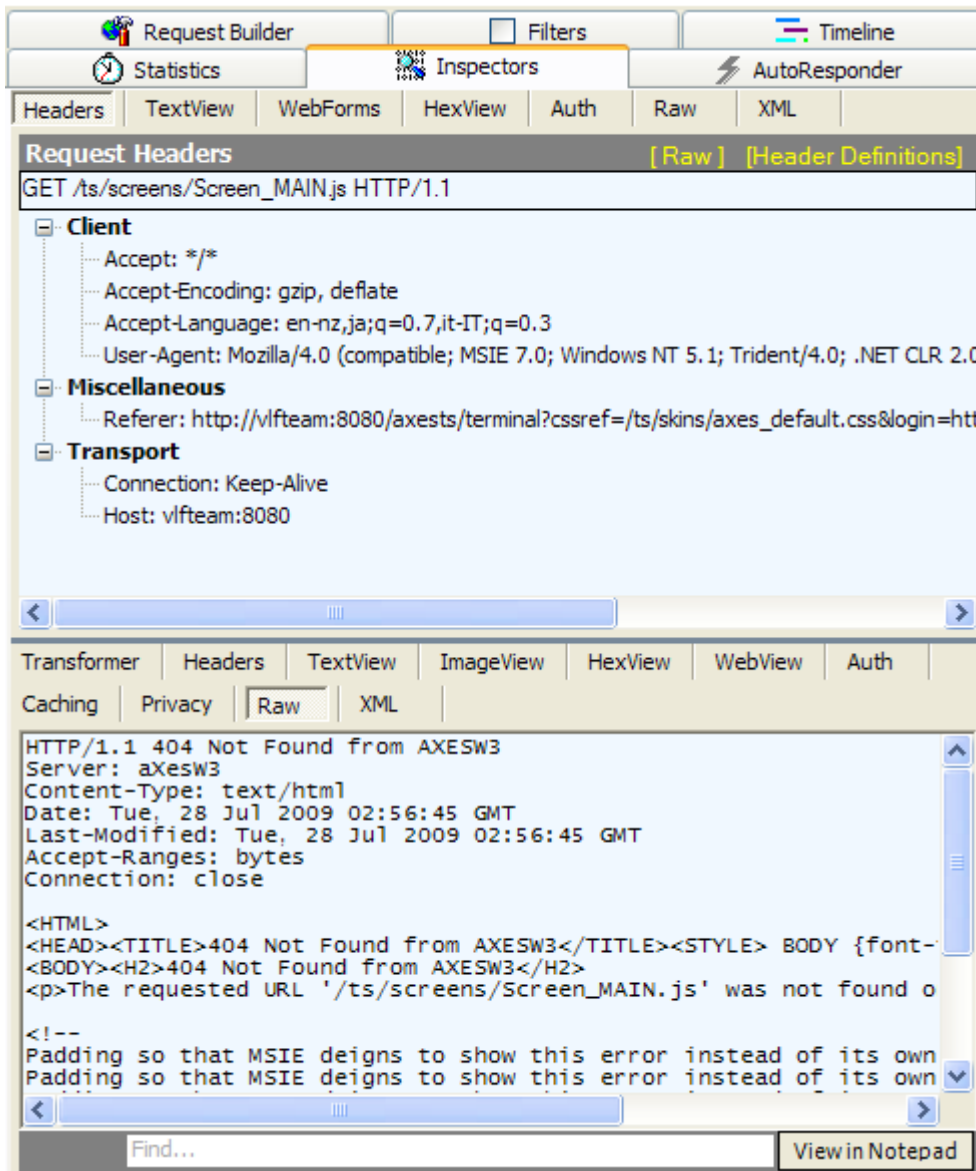 Request Builder Filters Timeline
Statistics Inspectors AutoResponder
Headers TextView WebForms HexView Auth Raw XML
Request Headers [ Raw ] [Header Definitions]
GET /ts/screens/Screen_MAIN.js HTTP/1.1
Client
Accept: */*
Accept-Encoding: gzip, deflate
Accept-Language: en-nz,ja;q=0.7,it-IT;q=0.3
User-Agent: Mozilla/4.0 (compatible; MSIE 7.0; Windows NT 5.1; Trident/4.0; .NET CLR 2.0
Miscellaneous
Referer: http://vlfteam:8080/axests/terminal?cssref=/ts/skins/axes_default.css&login=htt
Transport
Connection: Keep-Alive
Host: vlfteam:8080
Transformer Headers TextView ImageView HexView WebView Auth
Caching Privacy Raw XML
HTTP/1.1 404 Not Found from AXESW3
Server: aXesW3
Content-Type: text/html
Date: Tue, 28 Jul 2009 02:56:45 GMT
Last-Modified: Tue, 28 Jul 2009 02:56:45 GMT
Accept-Ranges: bytes
Connection: close
<HTML>
<HEAD><TITLE>404 Not Found from AXESW3</TITLE><STYLE> BODY {font-
<BODY><H2>404 Not Found from AXESW3</H2>
<p>The requested URL '/ts/screens/Screen_MAIN.js' was not found o
<!--
Padding so that MSIE deigns to show this error instead of its own
Padding so that MSIE deigns to show this error instead of its own
Find... View in Notepad